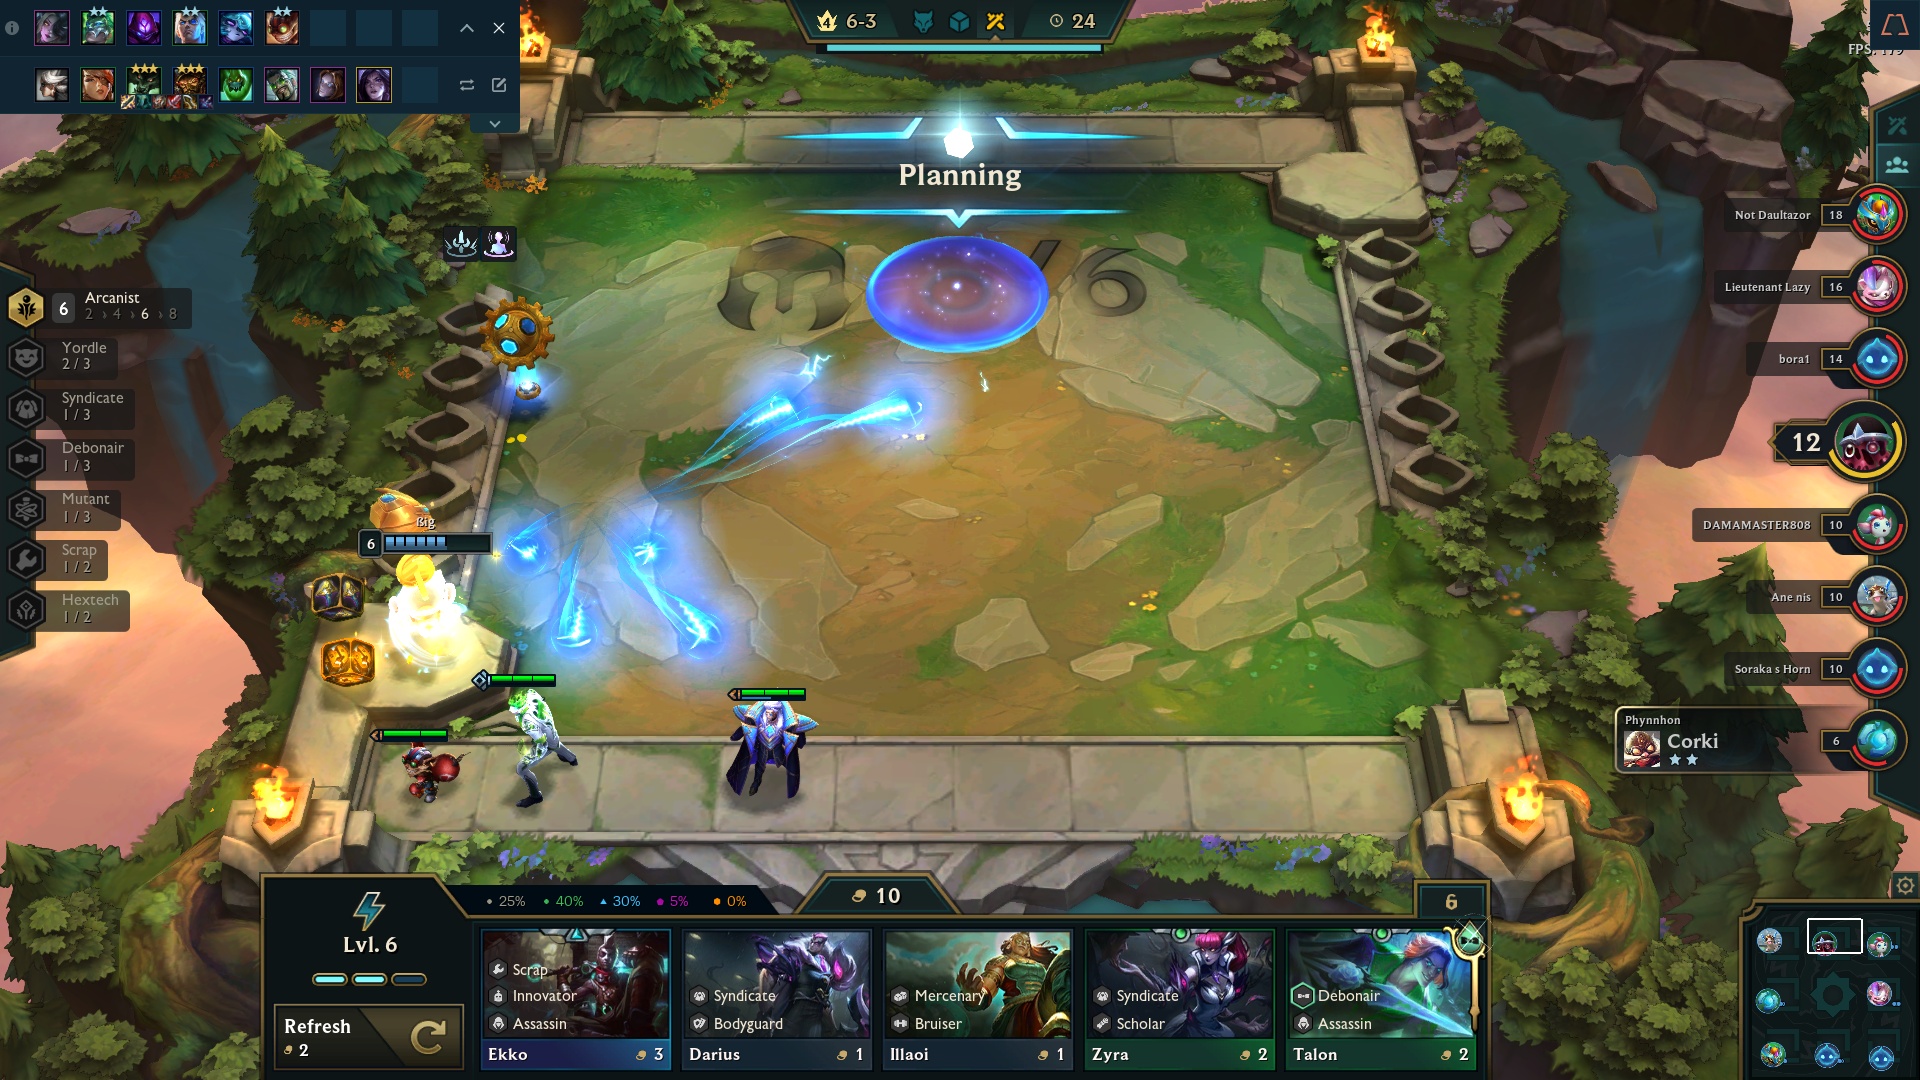 4
6-3
24
FPS: 179
Planning
6
Arcanist
2 › 4 › 6 › 8
Yordle
2 / 3
Syndicate
1 / 3
Debonair
1 / 3
Mutant
1 / 3
Scrap
1 / 2
Hextech
1 / 2
/6
Big
6
Not Daultazor 18
Lieutenant Lazy 16
bora1 14
12
DAMAMASTER808 10
Ane nis 10
Soraka s Horn 10
Phynnhon
Corki
6
25% 40% 30% 5% 0%
10
6
Lvl. 6
Refresh
2
Scrap
Innovator
Assassin
Ekko 3
Syndicate
Bodyguard
Darius 1
Mercenary
Bruiser
Illaoi 1
Syndicate
Scholar
Zyra 2
Debonair
Assassin
Talon 2